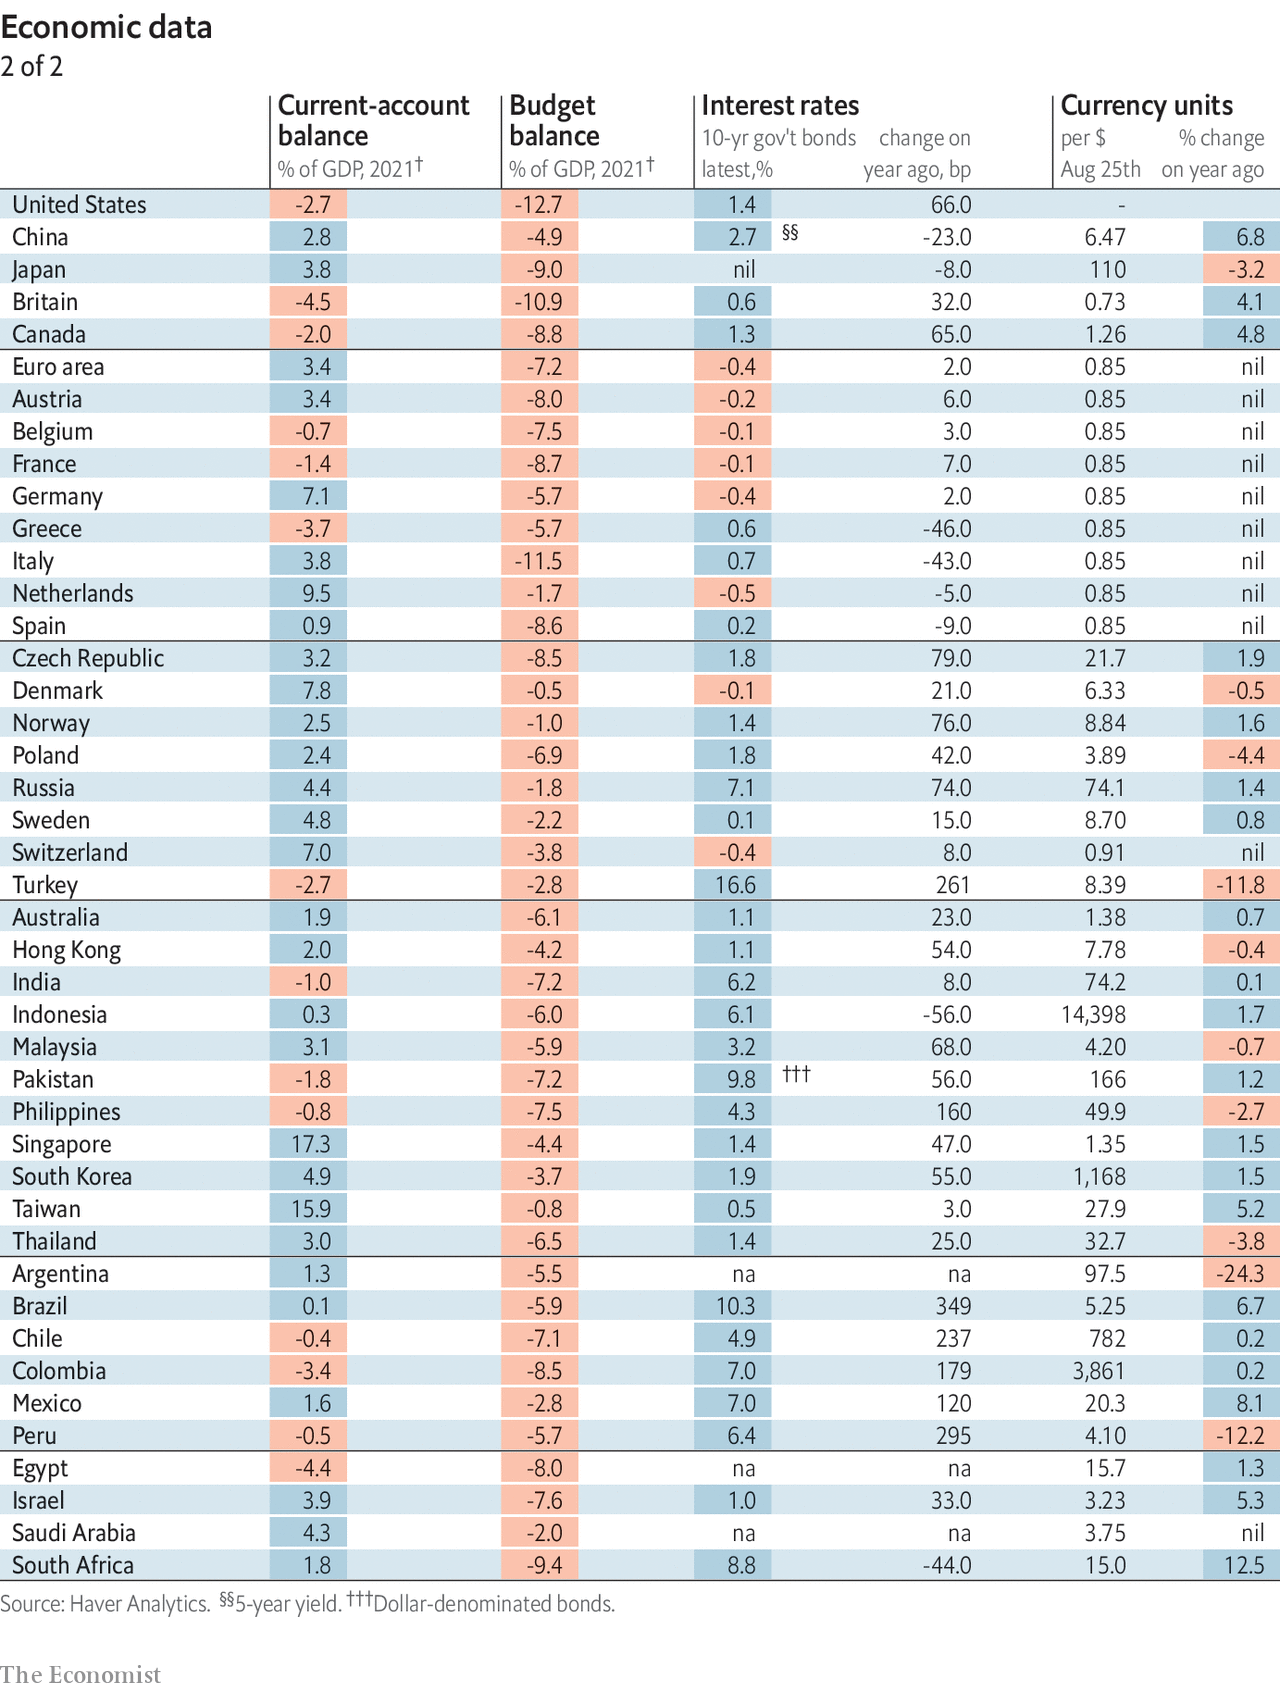 Economic data
2 of 2
Current-account Budget Interest rates Currency units
balance balance 10-yr gov't bonds change on per $ % change
% of GDP, 2021† % of GDP, 2021† latest,% year ago, bp Aug 25th on year ago
United States -2.7 -12.7 1.4 66.0 -
China 2.8 -4.9 2.7 §§ -23.0 6.47 6.8
Japan 3.8 -9.0 nil -8.0 110 -3.2
Britain -4.5 -10.9 0.6 32.0 0.73 4.1
Canada -2.0 -8.8 1.3 65.0 1.26 4.8
Euro area 3.4 -7.2 -0.4 2.0 0.85 nil
Austria 3.4 -8.0 -0.2 6.0 0.85 nil
Belgium -0.7 -7.5 -0.1 3.0 0.85 nil
France -1.4 -8.7 -0.1 7.0 0.85 nil
Germany 7.1 -5.7 -0.4 2.0 0.85 nil
Greece -3.7 -5.7 0.6 -46.0 0.85 nil
Italy 3.8 -11.5 0.7 -43.0 0.85 nil
Netherlands 9.5 -1.7 -0.5 -5.0 0.85 nil
Spain 0.9 -8.6 0.2 -9.0 0.85 nil
Czech Republic 3.2 -8.5 1.8 79.0 21.7 1.9
Denmark 7.8 -0.5 -0.1 21.0 6.33 -0.5
Norway 2.5 -1.0 1.4 76.0 8.84 1.6
Poland 2.4 -6.9 1.8 42.0 3.89 -4.4
Russia 4.4 -1.8 7.1 74.0 74.1 1.4
Sweden 4.8 -2.2 0.1 15.0 8.70 0.8
Switzerland 7.0 -3.8 -0.4 8.0 0.91 nil
Turkey -2.7 -2.8 16.6 261 8.39 -11.8
Australia 1.9 -6.1 1.1 23.0 1.38 0.7
Hong Kong 2.0 -4.2 1.1 54.0 7.78 -0.4
India -1.0 -7.2 6.2 8.0 74.2 0.1
Indonesia 0.3 -6.0 6.1 -56.0 14,398 1.7
Malaysia 3.1 -5.9 3.2 68.0 4.20 -0.7
Pakistan -1.8 -7.2 9.8 ††† 56.0 166 1.2
Philippines -0.8 -7.5 4.3 160 49.9 -2.7
Singapore 17.3 -4.4 1.4 47.0 1.35 1.5
South Korea 4.9 -3.7 1.9 55.0 1,168 1.5
Taiwan 15.9 -0.8 0.5 3.0 27.9 5.2
Thailand 3.0 -6.5 1.4 25.0 32.7 -3.8
Argentina 1.3 -5.5 na na 97.5 -24.3
Brazil 0.1 -5.9 10.3 349 5.25 6.7
Chile -0.4 -7.1 4.9 237 782 0.2
Colombia -3.4 -8.5 7.0 179 3,861 0.2
Mexico 1.6 -2.8 7.0 120 20.3 8.1
Peru -0.5 -5.7 6.4 295 4.10 -12.2
Egypt -4.4 -8.0 na na 15.7 1.3
Israel 3.9 -7.6 1.0 33.0 3.23 5.3
Saudi Arabia 4.3 -2.0 na na 3.75 nil
South Africa 1.8 -9.4 8.8 -44.0 15.0 12.5
Source: Haver Analytics. §§5-year yield. †††Dollar-denominated bonds.
The Economist